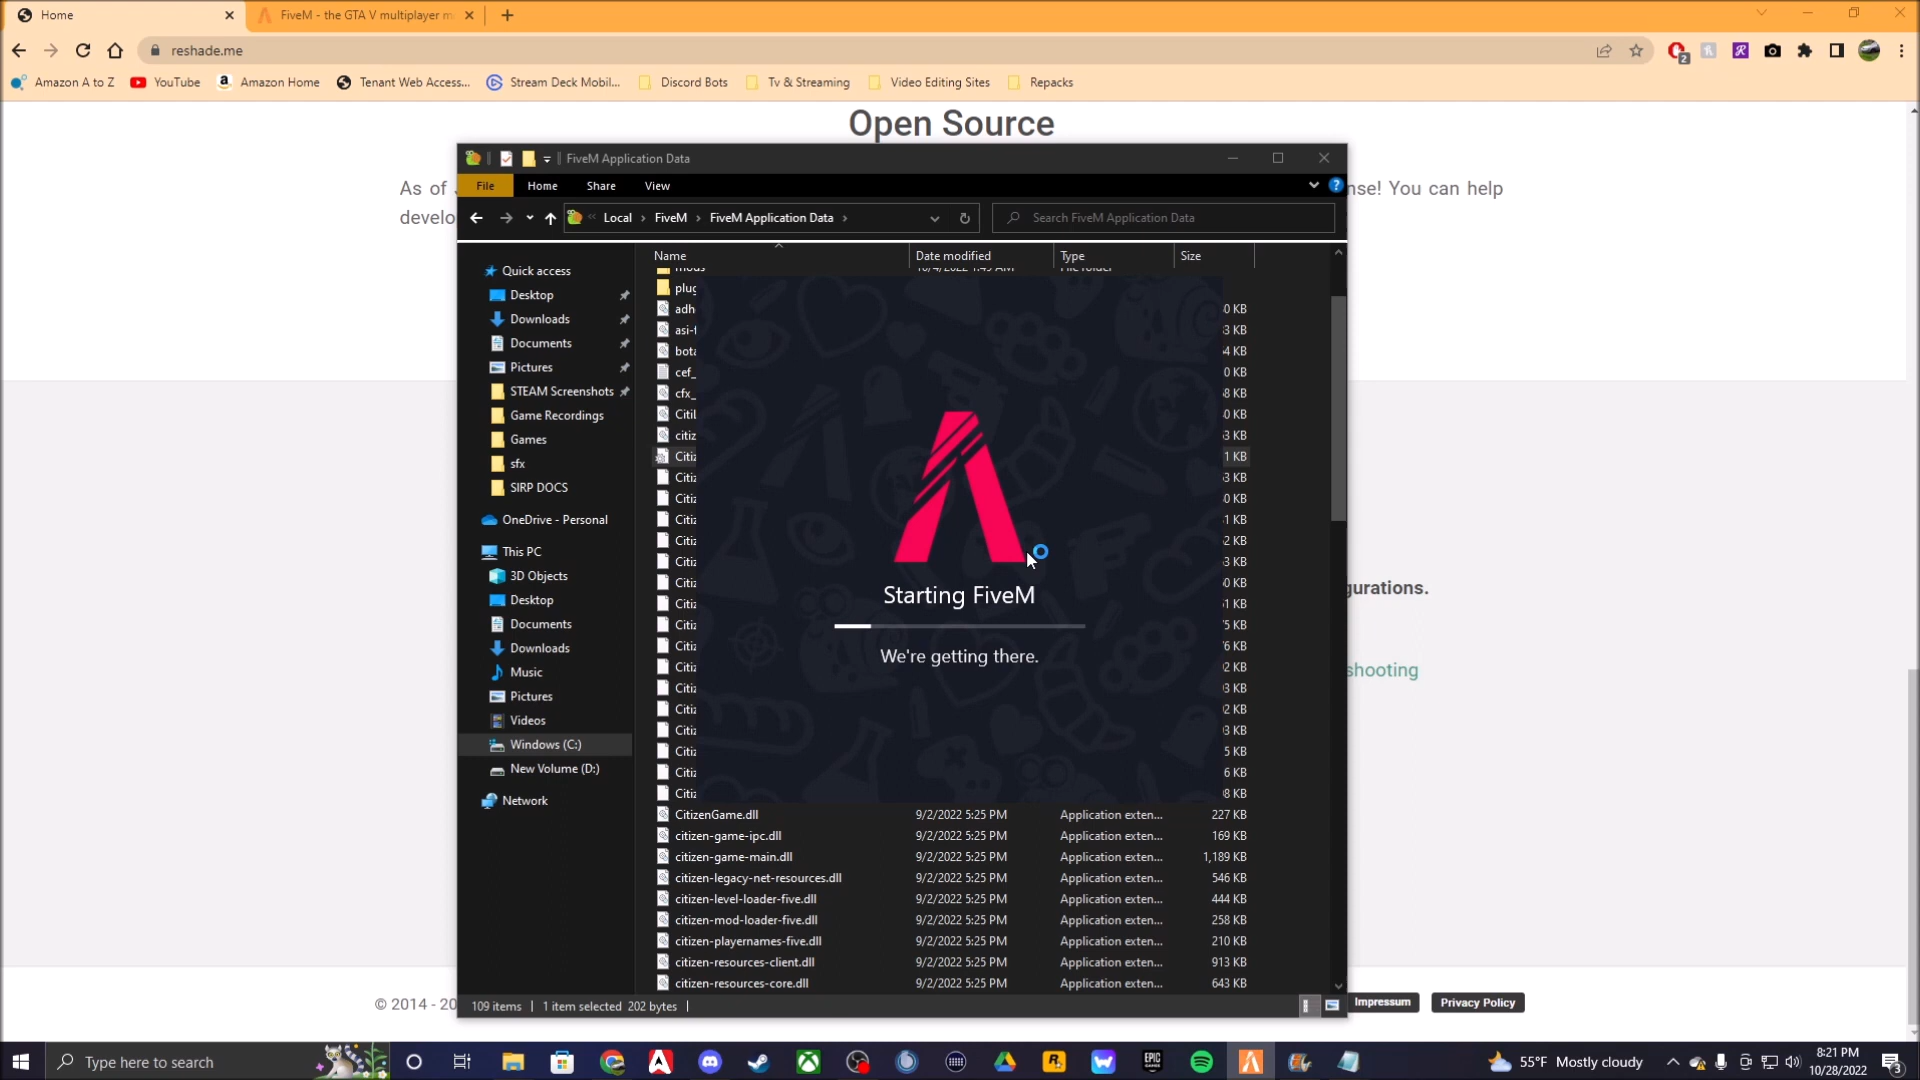 Home
FiveM - the GTA V multiplayer m
reshade.me
2
Amazon A to Z
YouTube
Amazon Home
Tenant Web Access...
Stream Deck Mobil...
Discord Bots
Tv & Streaming
Video Editing Sites
Repacks
Open Source
As of
nse! You can help
develo
gurations.
shooting
© 2014 - 20
Impressum
Privacy Policy
FiveM Application Data
File
Home
Share
View
Local
FiveM
FiveM Application Data
Search FiveM Application Data
Name
Date modified
Type
Size
Quick access
Desktop
Downloads
Documents
Pictures
STEAM Screenshots
Game Recordings
Games
sfx
SIRP DOCS
OneDrive - Personal
This PC
3D Objects
Desktop
Documents
Downloads
Music
Pictures
Videos
Windows (C:)
New Volume (D:)
Network
plug
adh
asi-f
bota
cef_
cfx_
Starting FiveM
We're getting there.
CitizenGame.dll 9/2/2022 5:25 PM Application exten... 227 KB
citizen-game-ipc.dll 9/2/2022 5:25 PM Application exten... 169 KB
citizen-game-main.dll 9/2/2022 5:25 PM Application exten... 1,189 KB
citizen-legacy-net-resources.dll 9/2/2022 5:25 PM Application exten... 546 KB
citizen-level-loader-five.dll 9/2/2022 5:25 PM Application exten... 444 KB
citizen-mod-loader-five.dll 9/2/2022 5:25 PM Application exten... 258 KB
citizen-playernames-five.dll 9/2/2022 5:25 PM Application exten... 210 KB
citizen-resources-client.dll 9/2/2022 5:25 PM Application exten... 913 KB
citizen-resources-core.dll 9/2/2022 5:25 PM Application exten... 643 KB
109 items
1 item selected 202 bytes
Type here to search
55°F Mostly cloudy
8:21 PM
10/28/2022
3